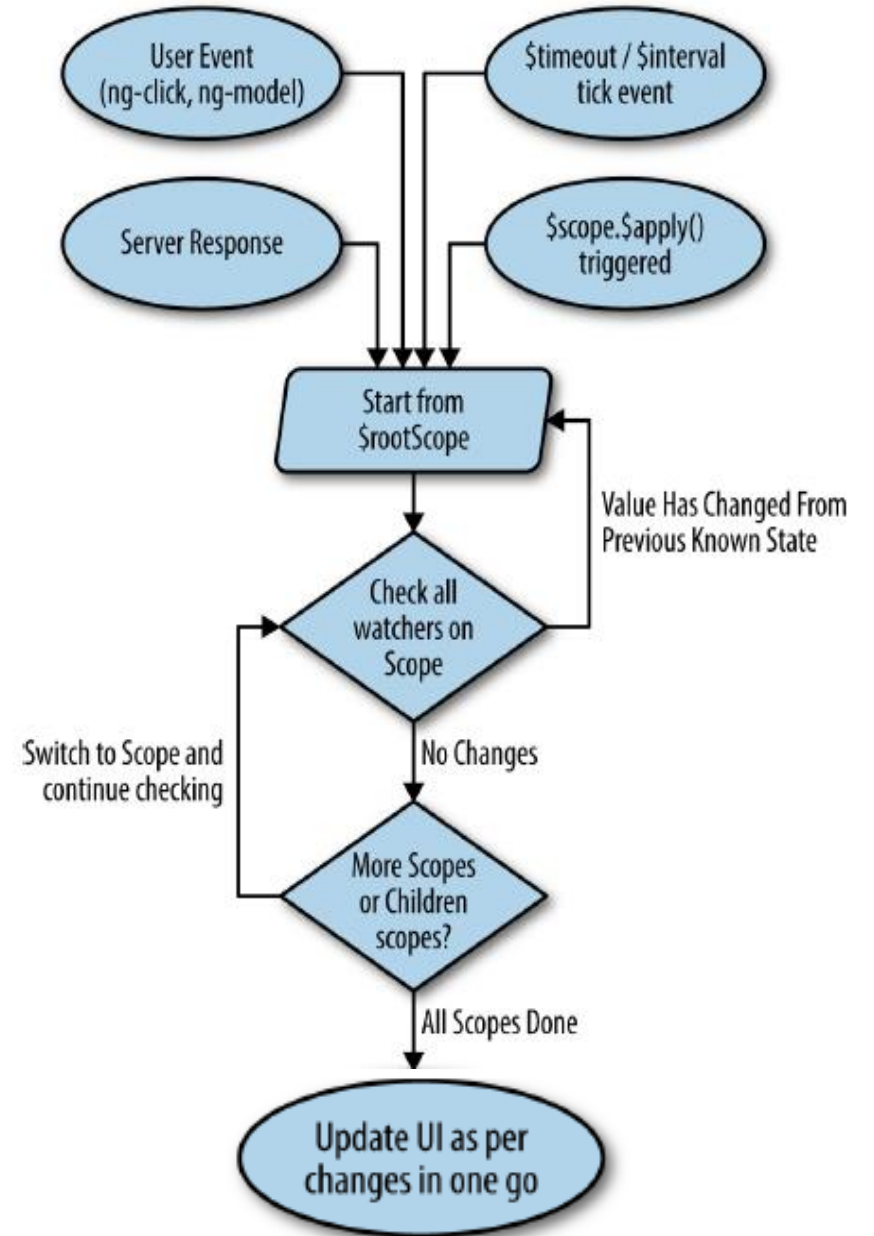 User Event
(ng-click, ng-model)
$timeout / $interval
tick event
Server Response
$scope.$apply()
triggered
Start from
$rootScope
Value Has Changed From
Previous Known State
Check all
watchers on
Scope
Switch to Scope and
continue checking
No Changes
More Scopes
or Children
scopes?
All Scopes Done
Update UI as per
changes in one go